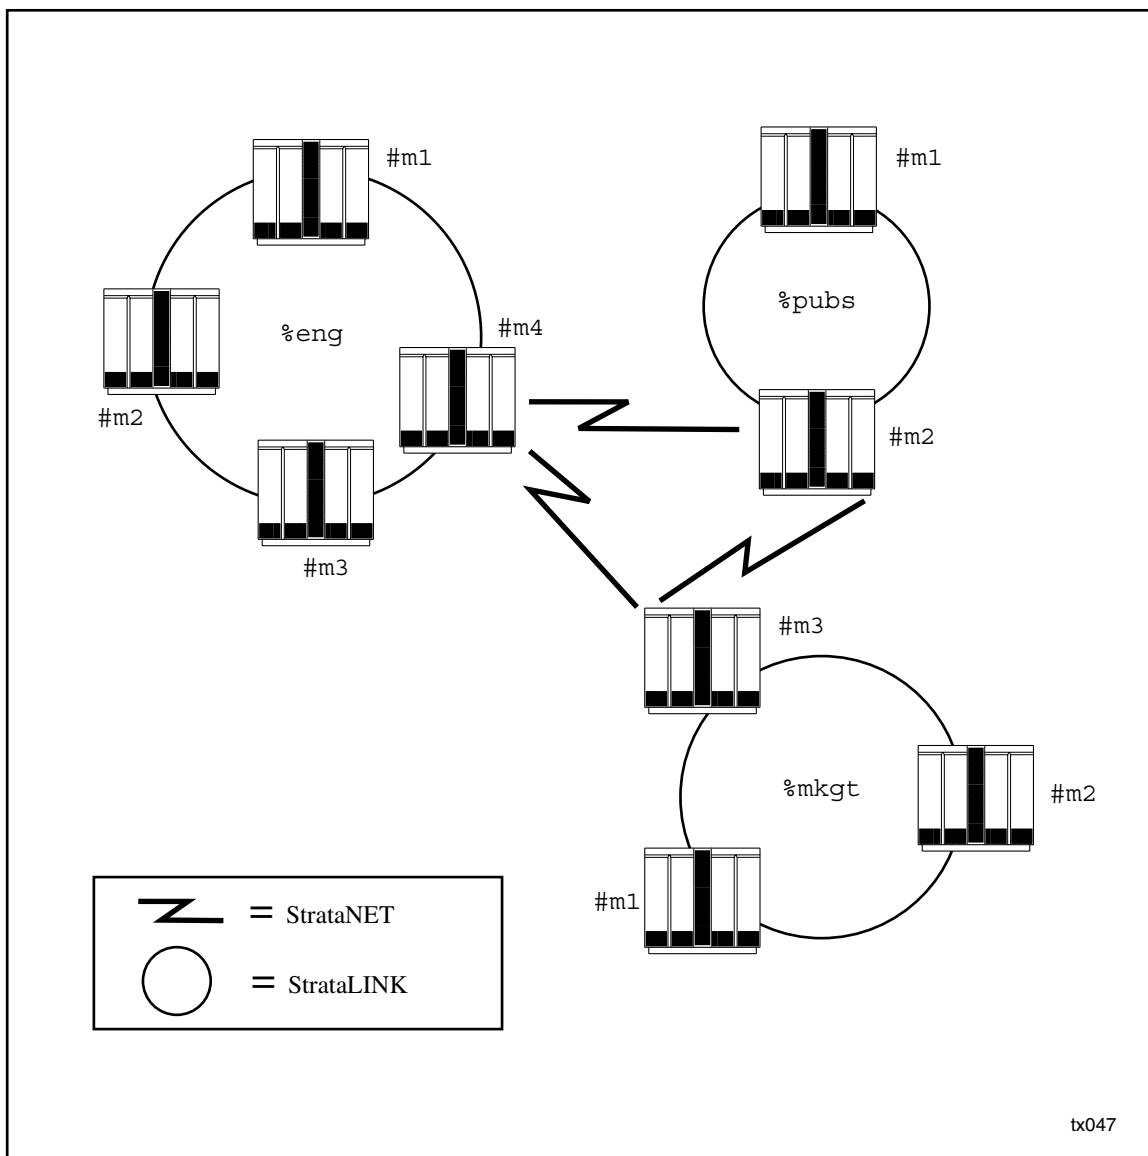 #m1
#m1
%pubs
%eng
#m4
#m2
#m2
#m3
#m3
%mkgt
#m2
#m1
= StrataNET
= StrataLINK
tx047